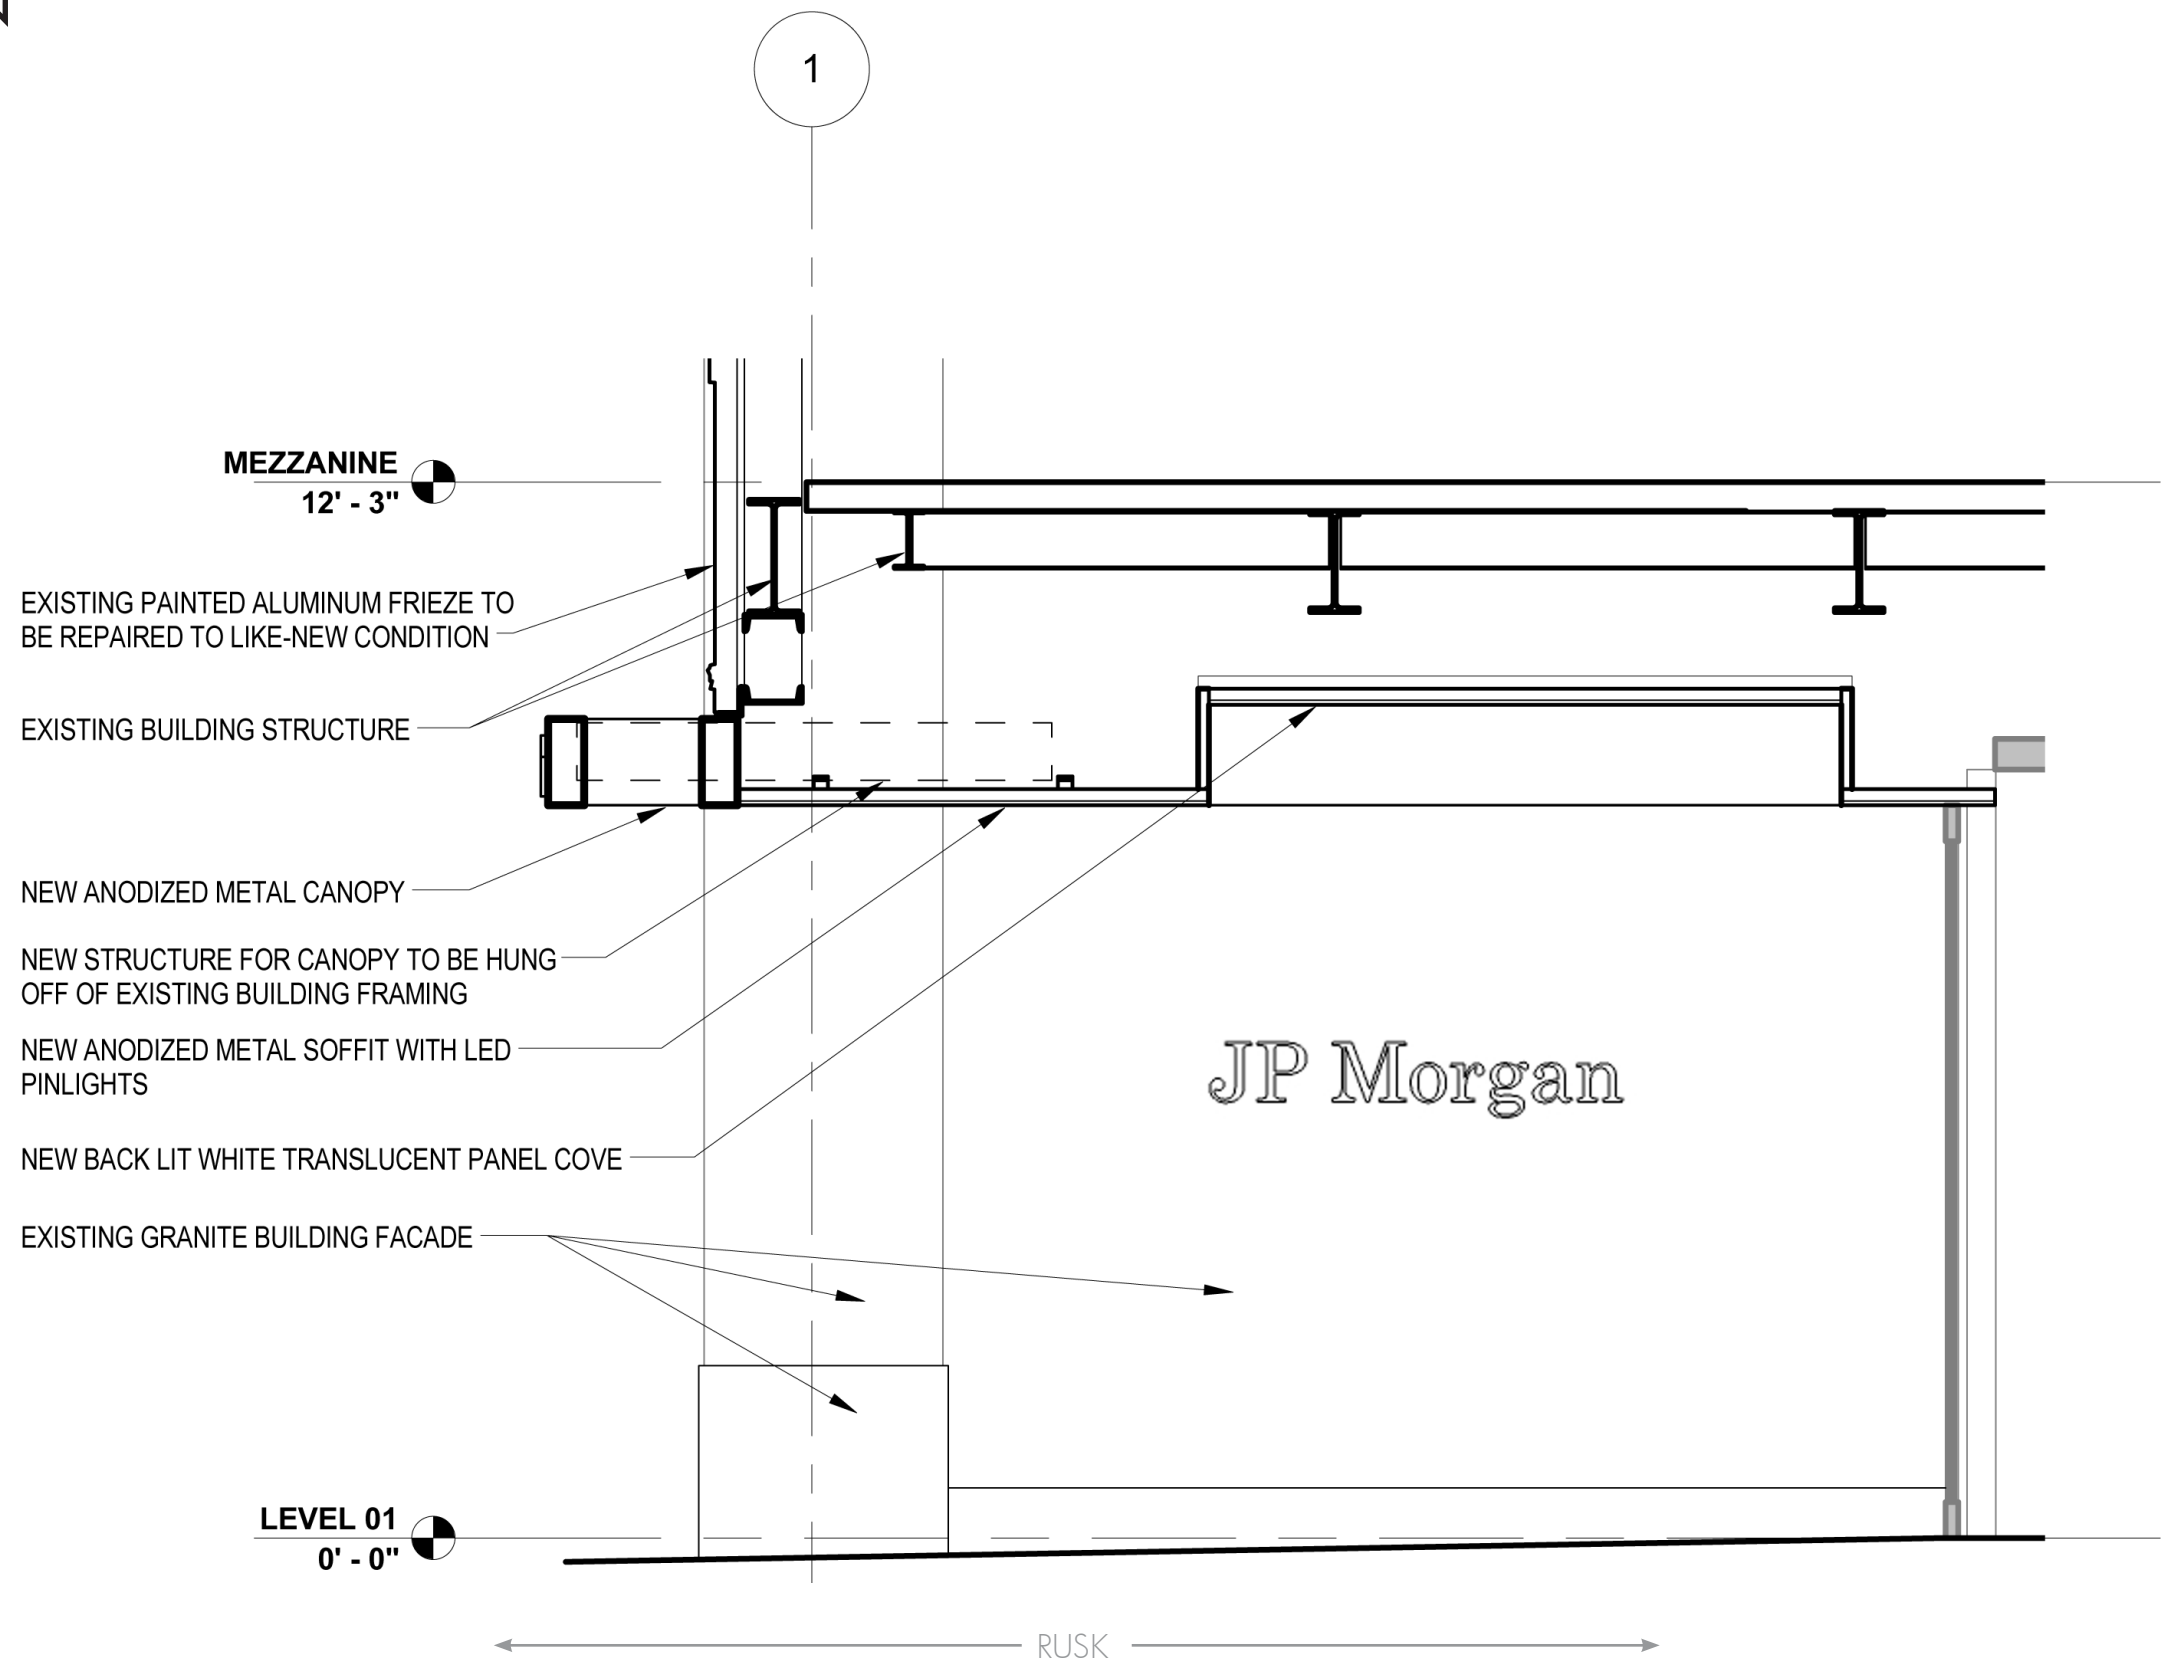 1
MEZZANINE
12' - 3"
EXISTING PAINTED ALUMINUM FRIEZE TO
BE REPAIRED TO LIKE-NEW CONDITION
EXISTING BUILDING STRUCTURE
NEW ANODIZED METAL CANOPY
NEW STRUCTURE FOR CANOPY TO BE HUNG
OFF OF EXISTING BUILDING FRAMING
NEW ANODIZED METAL SOFFIT WITH LED
PINLIGHTS
JP Morgan
NEW BACK LIT WHITE TRANSLUCENT PANEL COVE
EXISTING GRANITE BUILDING FACADE
LEVEL 01
0' - 0"
RUSK